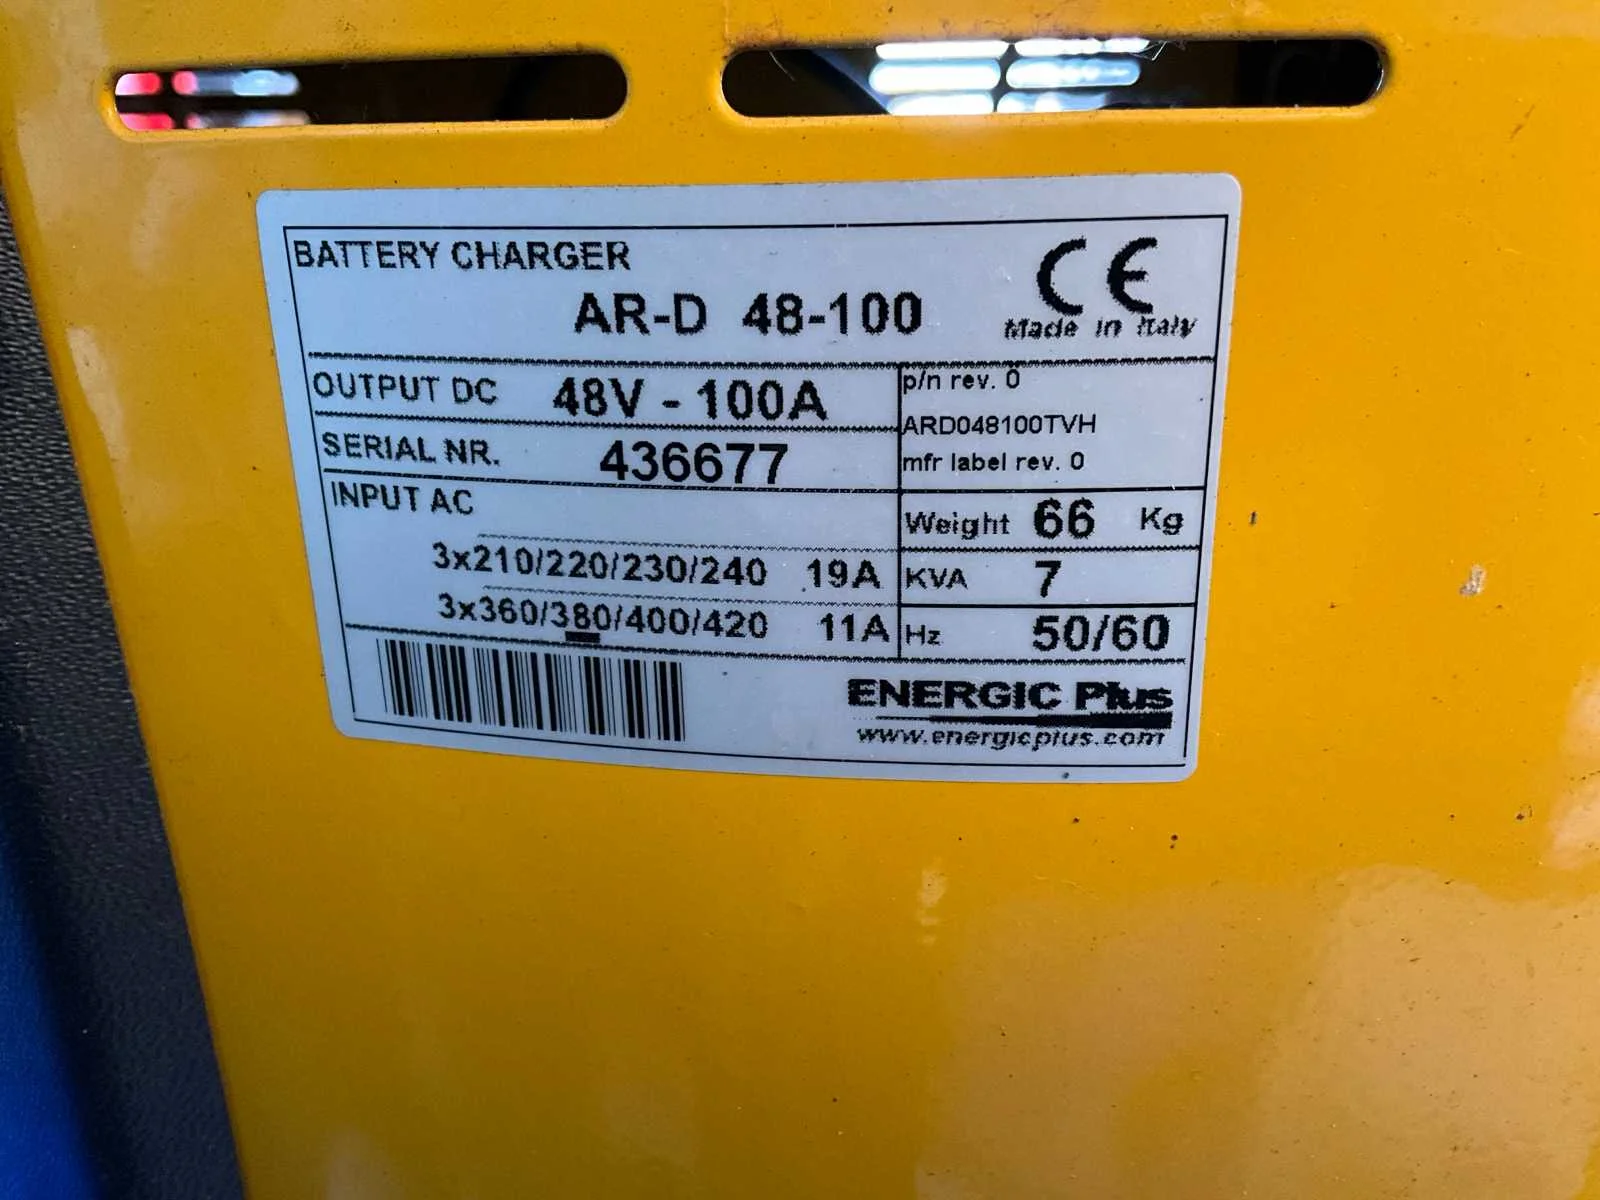 BATTERY CHARGER
AR-D 48-100
CE
Made in Italy
OUTPUT DC 48V - 100A
p/n rev. 0
ARD048100TVH
mfr label rev. 0
SERIAL NR. 436677
INPUT AC
Weight 66 Kg
3x210/220/230/240 19A
KVA 7
3x360/380/400/420 11A
Hz 50/60
ENERGIC Plus
www.energicplus.com